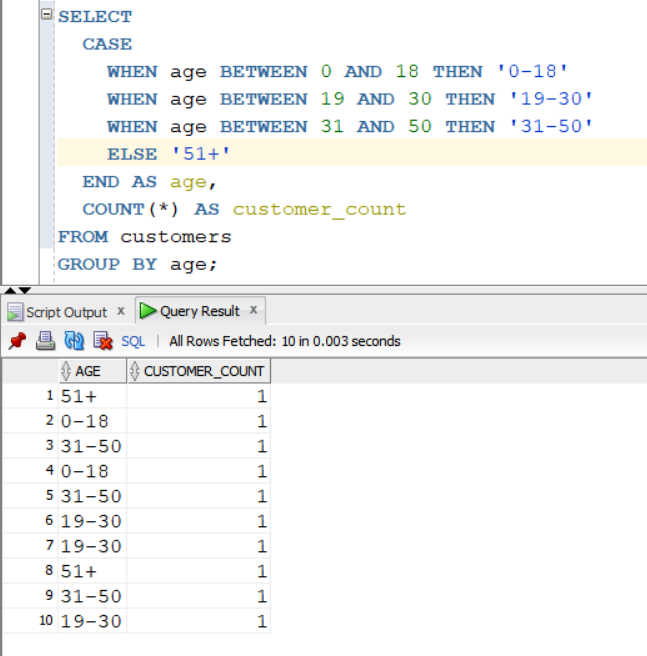 SELECT
CASE
WHEN age BETWEEN 0 AND 18 THEN '0-18'
WHEN age BETWEEN 19 AND 30 THEN '19-30'
WHEN age BETWEEN 31 AND 50 THEN '31-50'
ELSE '51+'
END AS age,
COUNT(*) AS customer_count
FROM customers
GROUP BY age;
Script Output x Query Result x
SQL | All Rows Fetched: 10 in 0.003 seconds
AGE CUSTOMER_COUNT
1 51+ 1
2 0-18 1
3 31-50 1
4 0-18 1
5 31-50 1
6 19-30 1
7 19-30 1
8 51+ 1
9 31-50 1
10 19-30 1